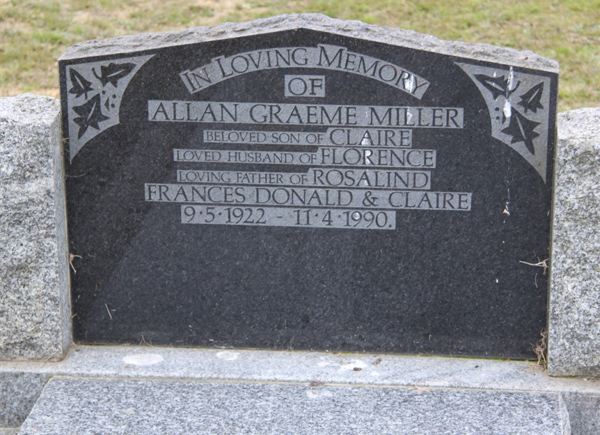 IN LOVING MEMORY
OF
ALLAN GRAEME MILLER
BELOVED SON OF CLAIRE
LOVED HUSBAND OF FLORENCE
LOVING FATHER OF ROSALIND
FRANCES DONALD & CLAIRE
9·5·1922 - 11·4·1990.